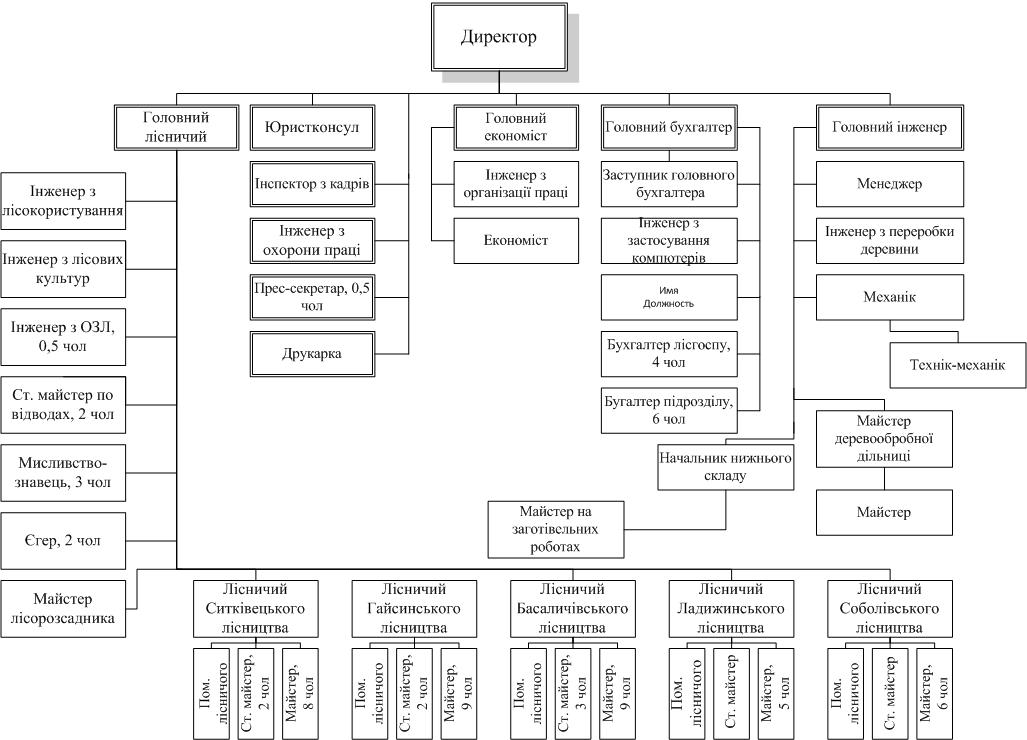 Директор
Головний
лісничий
Юристконсул
Головний
економіст
Головний бухгалтер
Головний інженер
Інженер з
лісокористування
Інженер з лісових
культур
Інженер з ОЗЛ,
0,5 чол
Ст. майстер по
відводах, 2 чол
Мисливство-
знавець, 3 чол
Єгер, 2 чол
Майстер
лісорозсадника
Інспектор з кадрів
Інженер з
охорони праці
Прес-секретар, 0,5
чол
Друкарка
Інженер з
організації праці
Економіст
Заступник головного
бухгалтера
Інженер з
застосування
компютерів
Имя
Должность
Бухгалтер лісгоспу,
4 чол
Бугалтер підрозділу,
6 чол
Менеджер
Інженер з переробки
деревини
Механік
Технік-механік
Майстер
деревообробної
дільниці
Майстер
Начальник нижнього
складу
Майстер на
заготівельних
роботах
Лісничий
Ситківецького
лісництва
Лісничий
Гайсинського
лісництва
Лісничий
Басаличівського
лісництва
Лісничий
Ладижинського
лісництва
Лісничий
Соболівського
лісництва
Пом.
лісничого
Ст. майстер,
2 чол
Майстер,
8 чол
Пом.
лісничого
Ст. майстер,
2 чол
Майстер,
9 чол
Пом.
лісничого
Ст. майстер,
3 чол
Майстер,
9 чол
Пом.
лісничого
Ст. майстер
Майстер,
5 чол
Пом.
лісничого
Ст. майстер
Майстер,
6 чол